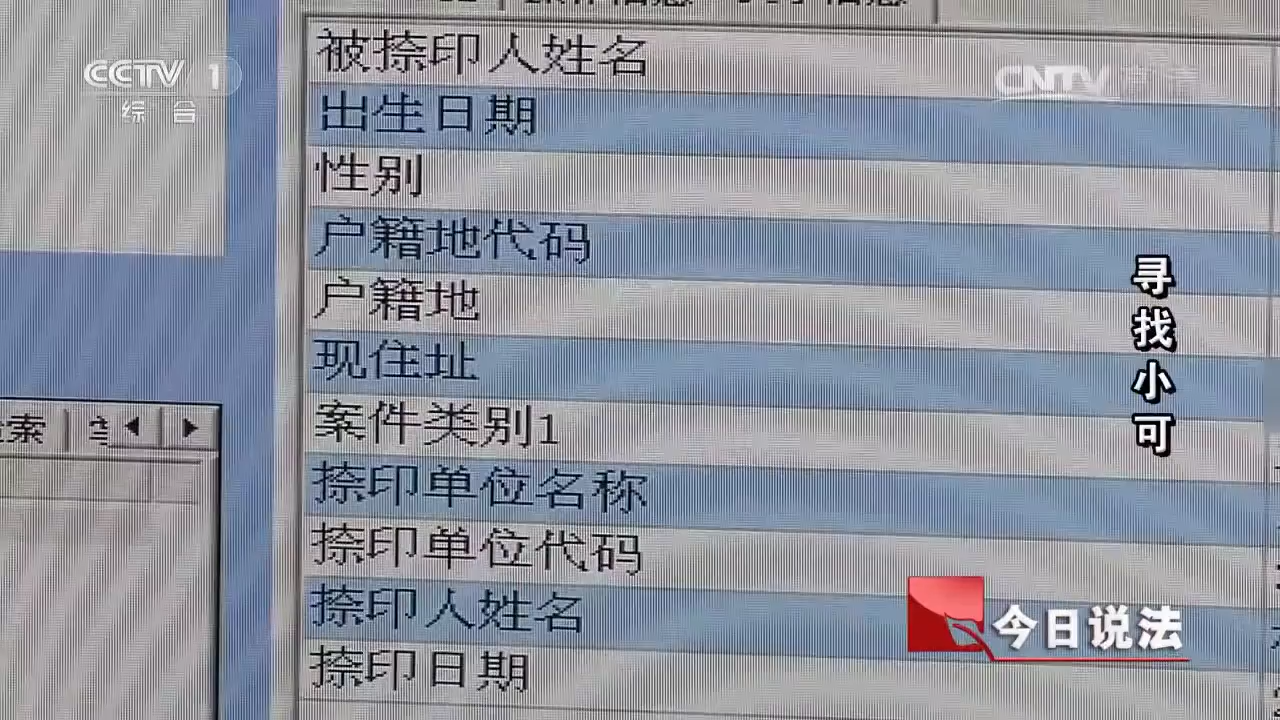 CCTV 1
综合
CNTV
被捺印人姓名
出生日期
性别
户籍地代码
户籍地
现住址
案件类别1
捺印单位名称
捺印单位代码
捺印人姓名
捺印日期
索
寻找小可
今日说法